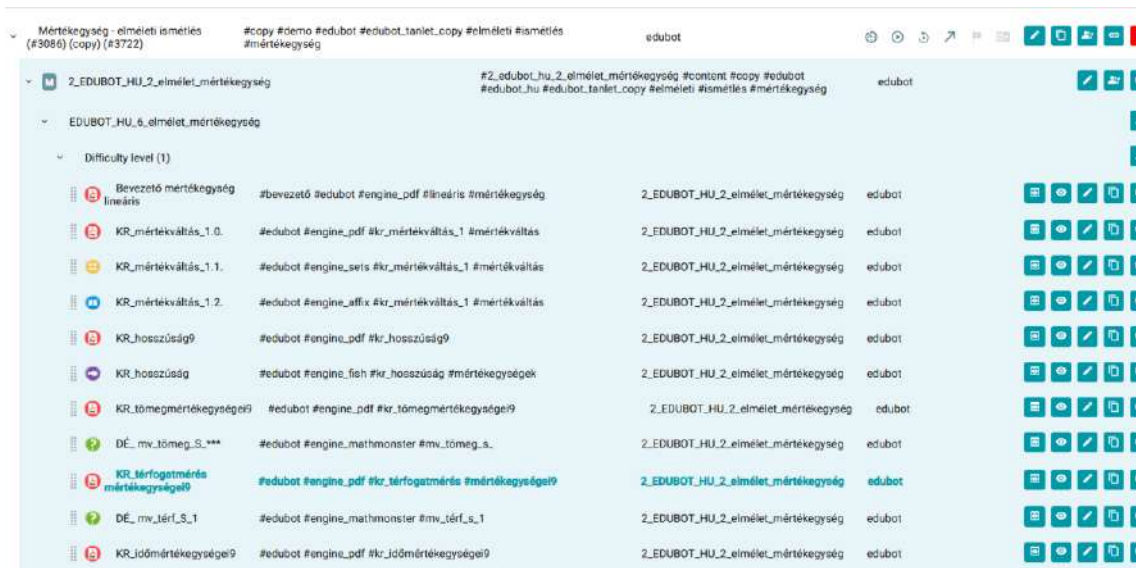 Mértékegység - elméleti ismétlés #copy #demo #edubot #edubot_tanlet_copy #elméleti #ismétlés edubot
(#3086) (copy) (#3722) #mértékegység
M 2_EDUBOT_HU_2_elmélet_mértékegység #2_edubot_hu_2_elmélet_mértékegység #content #copy #edubot edubot
#edubot_hu #edubot_tanlet_copy #elméleti #ismétlés #mértékegység
EDUBOT_HU_6_elmélet_mértékegység
Difficulty level (1)
Bevezető mértékegység #bevezető #edubot #engine_pdf #lineáris #mértékegység 2_EDUBOT_HU_2_elmélet_mértékegység edubot
lineáris
KR_mértékváltás_1.0. #edubot #engine_pdf #kr_mértékváltás_1 #mértékváltás 2_EDUBOT_HU_2_elmélet_mértékegység edubot
KR_mértékváltás_1.1. #edubot #engine_sets #kr_mértékváltás_1 #mértékváltás 2_EDUBOT_HU_2_elmélet_mértékegység edubot
KR_mértékváltás_1.2. #edubot #engine_affix #kr_mértékváltás_1 #mértékváltás 2_EDUBOT_HU_2_elmélet_mértékegység edubot
KR_hosszúság9 #edubot #engine_pdf #kr_hosszúság9 2_EDUBOT_HU_2_elmélet_mértékegység edubot
KR_hosszúság #edubot #engine_fish #kr_hosszúság #mértékegységek 2_EDUBOT_HU_2_elmélet_mértékegység edubot
KR_tömegmértékegységei9 #edubot #engine_pdf #kr_tömegmértékegységei9 2_EDUBOT_HU_2_elmélet_mértékegység edubot
DÉ_ mv_tömeg_S_*** #edubot #engine_mathmonster #mv_tömeg_s_ 2_EDUBOT_HU_2_elmélet_mértékegység edubot
KR_térfogatmérés #edubot #engine_pdf #kr_térfogatmérés #mértékegységei9 2_EDUBOT_HU_2_elmélet_mértékegység edubot
mértékegységei9
DÉ_ mv_térf_S_1 #edubot #engine_mathmonster #mv_térf_s_1 2_EDUBOT_HU_2_elmélet_mértékegység edubot
KR_időmértékegységei9 #edubot #engine_pdf #kr_időmértékegységei9 2_EDUBOT_HU_2_elmélet_mértékegység edubot